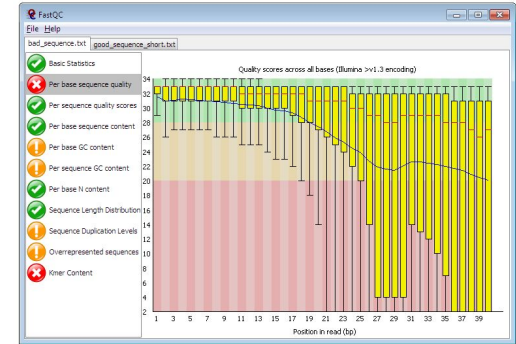 FastQC
File Help
bad_sequence.txt good_sequence_short.txt
Basic Statistics
Per base sequence quality
Per sequence quality scores
Per base sequence content
Per base GC content
Per sequence GC content
Per base N content
Sequence Length Distribution
Sequence Duplication Levels
Overrepresented sequences
Kmer Content
Quality scores across all bases (Illumina >v1.3 encoding)
34
32
30
28
26
24
22
20
18
16
14
12
10
8
6
4
2
1 3 5 7 9 11 13 15 17 19 21 23 25 27 29 31 33 35 37 39
Position in read (bp)